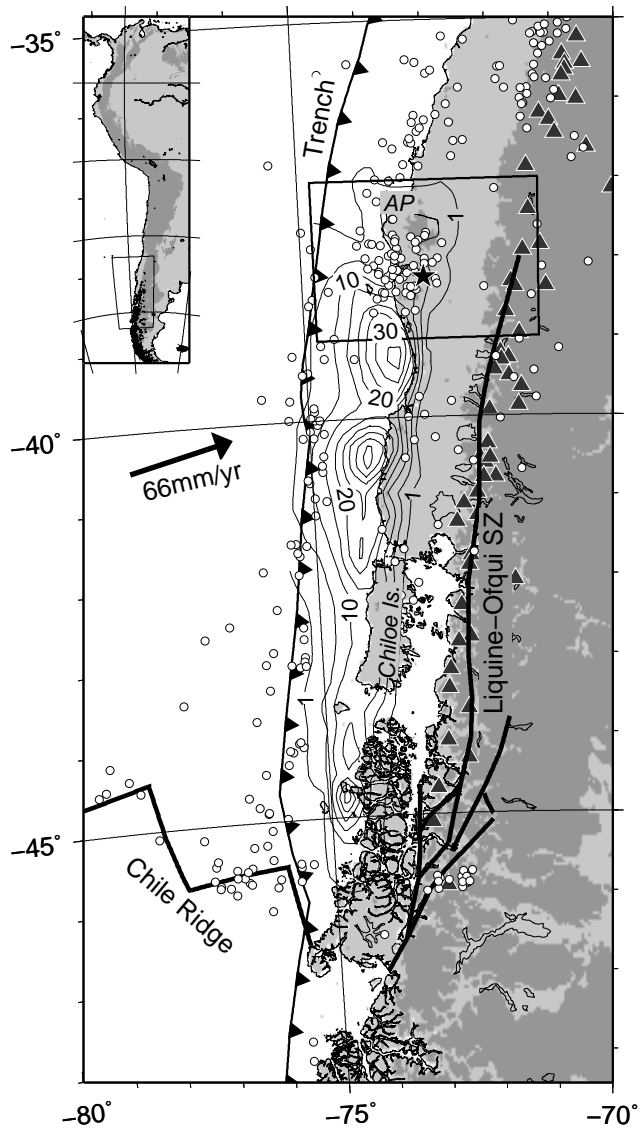 −35°
Trench
AP
1
10
30
20
−40°
66mm/yr
20
1
Liquine−Ofqui SZ
10
Chiloe Is.
1
−45°
Chile Ridge
−80°
−75°
−70°